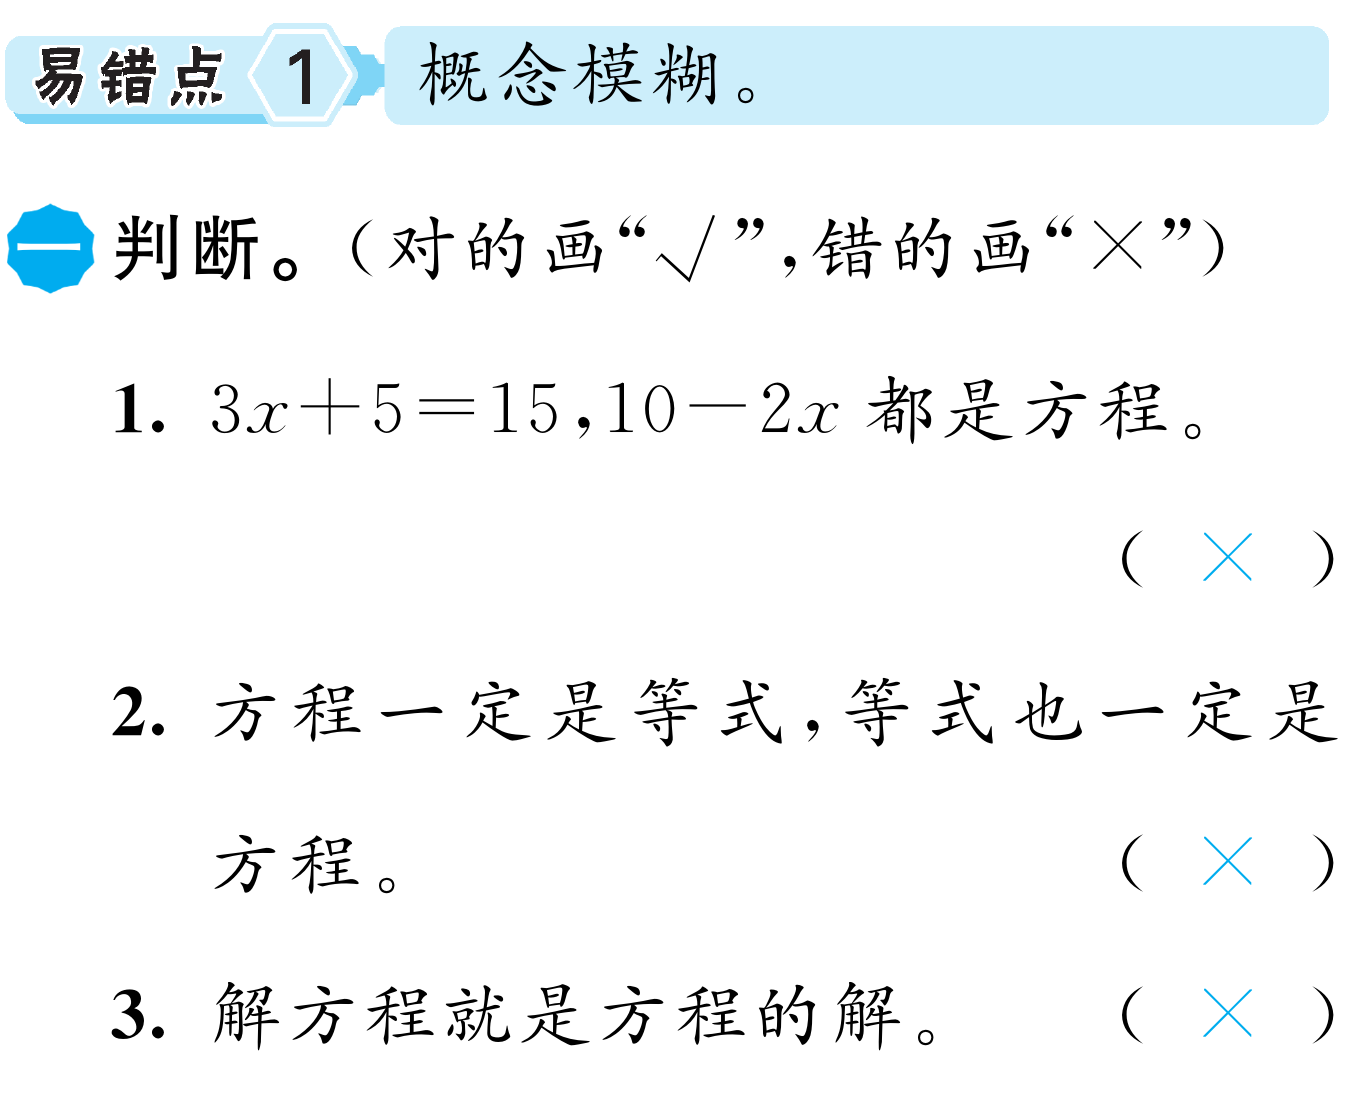 易错点 1 概念模糊。
一 判断。(对的画“√”,错的画“×”)
1. 3x+5=15,10-2x 都是方程。
( × )
2. 方程一定是等式,等式也一定是
方程。 ( × )
3. 解方程就是方程的解。 ( × )